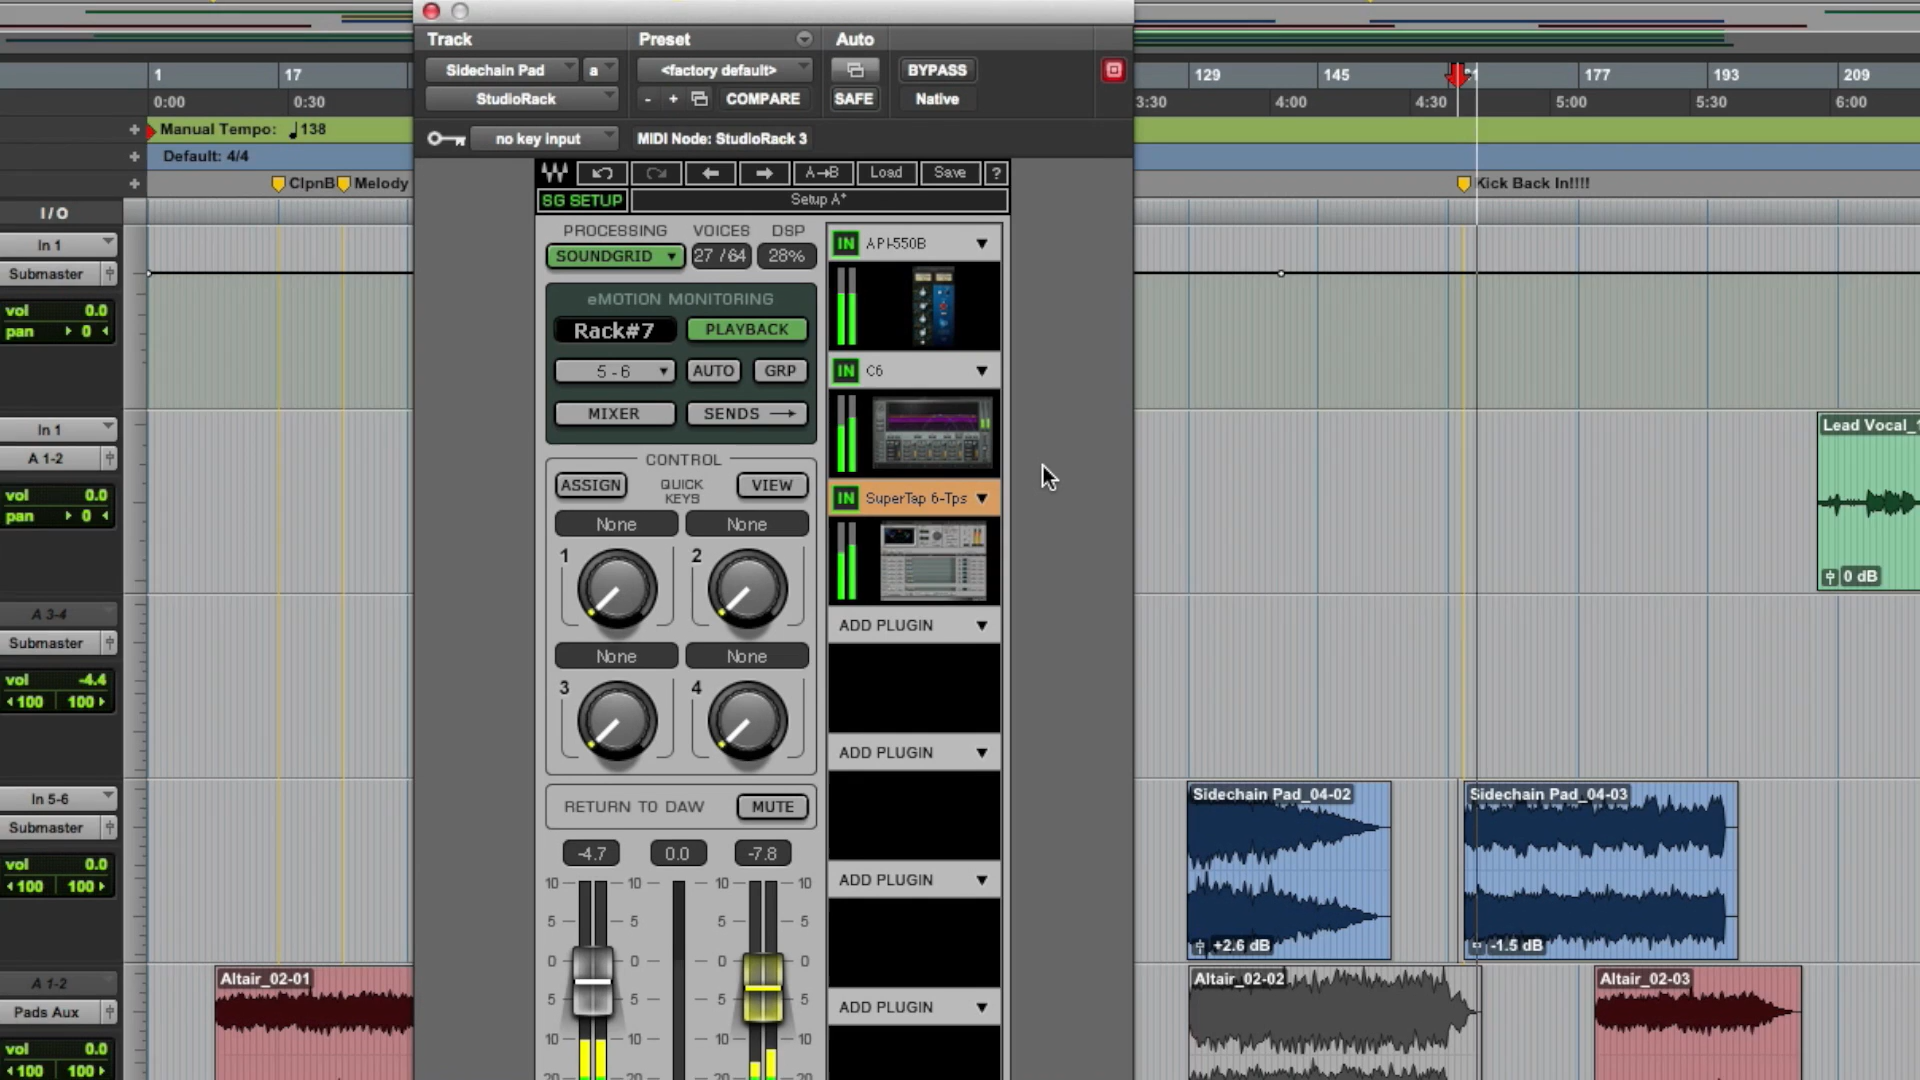 Track
Preset
Auto
Sidechain Pad
a
<factory default>
BYPASS
StudioRack
- +
COMPARE
SAFE
Native
no key input
MIDI Node: StudioRack 3
1
17
129
145
177
193
209
0:00
0:30
3:30
4:00
4:30
5:00
5:30
6:00
Manual Tempo: 138
Default: 4/4
ClpnB
Melody
Kick Back In!!!!
I/O
In 1
Submaster
vol 0.0
pan 0
In 1
A 1-2
vol 0.0
pan 0
A 3-4
Submaster
vol -4.4
100 100
In 5-6
Submaster
vol 0.0
100 100
A 1-2
Pads Aux
vol 0.0
100 100
A→B
Load
Save
?
SG SETUP
Setup A*
PROCESSING
VOICES
DSP
SOUNDGRID
27 / 64
28%
eMOTION MONITORING
Rack#7
PLAYBACK
5 - 6
AUTO
GRP
MIXER
SENDS
CONTROL
ASSIGN
QUICK
KEYS
VIEW
None
None
1
2
None
None
3
4
RETURN TO DAW
MUTE
-4.7
0.0
-7.8
10 10 10 10
5 5 5 5
0 0 0 0
5 5 5 5
10 10 10 10
20 20 20 20
IN API-550B
IN C6
IN SuperTap 6-Tps
ADD PLUGIN
ADD PLUGIN
ADD PLUGIN
ADD PLUGIN
Lead Vocal_
0 dB
Sidechain Pad_04-02
+2.6 dB
Sidechain Pad_04-03
-1.5 dB
Altair_02-01
Altair_02-02
Altair_02-03